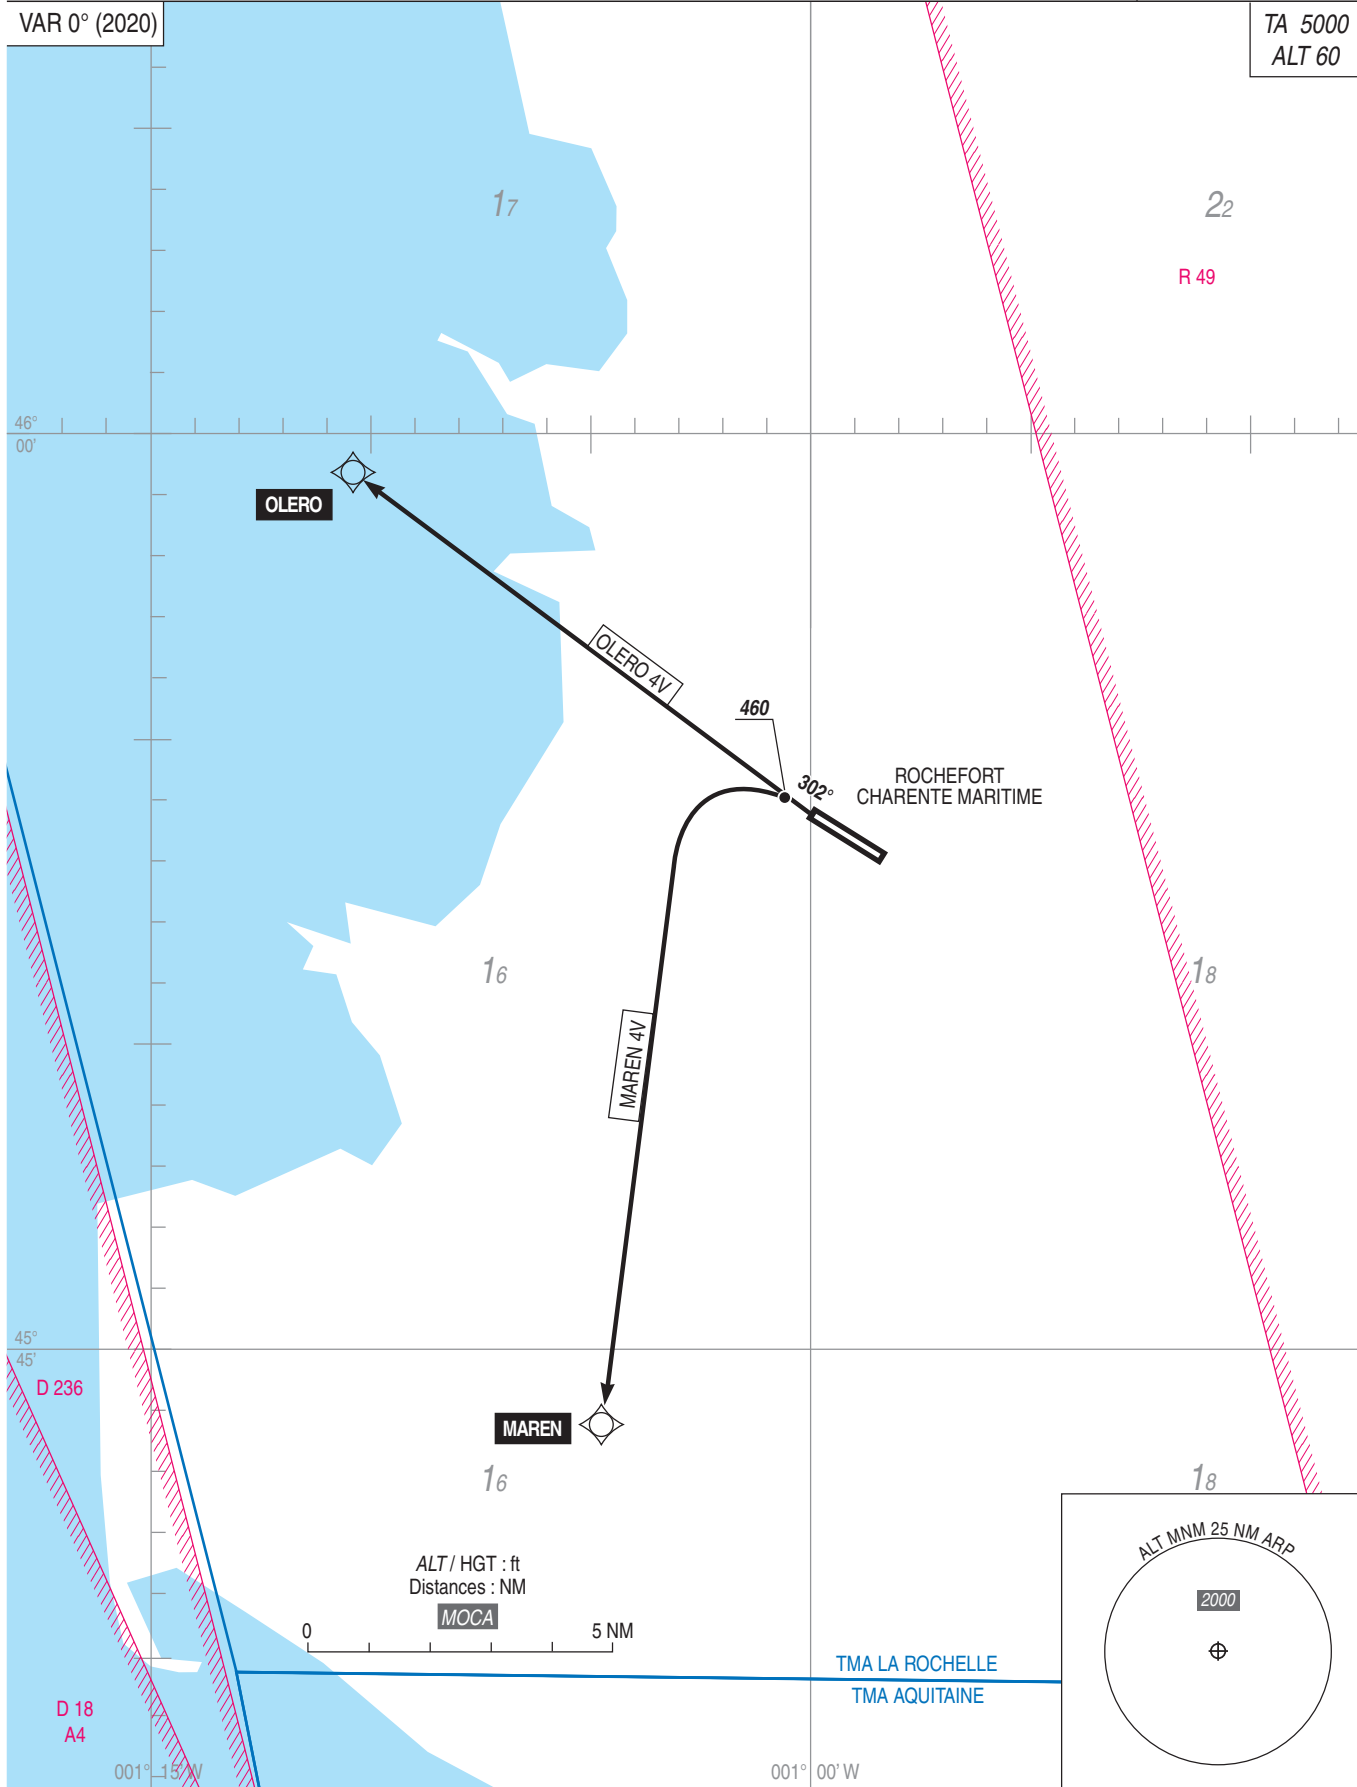 VAR 0° (2020)
TA 5000
ALT 60
17
22
R 49
46°
00'
OLERO
OLERO 4V
460
302°
ROCHEFORT
CHARENTE MARITIME
16
18
MAREN 4V
45°
45'
D 236
MAREN
16
18
ALT MNM 25 NM ARP
2000
ALT / HGT : ft
Distances : NM
MOCA
0 5 NM
TMA LA ROCHELLE
TMA AQUITAINE
D 18
A4
001° 15' W
001° 00' W